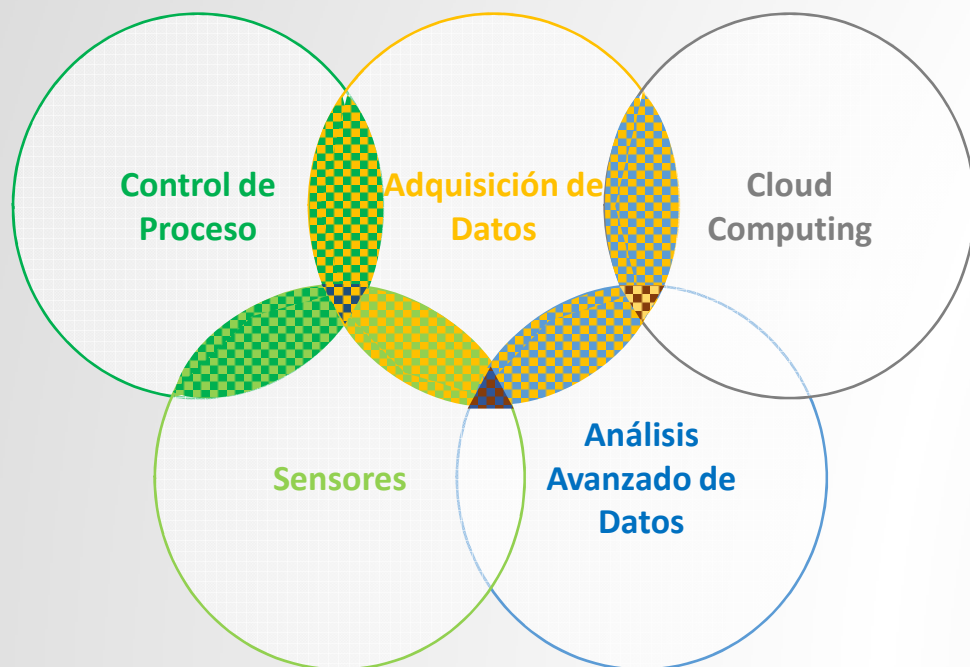 Control de
Proceso
Adquisición de
Datos
Cloud
Computing
Sensores
Análisis
Avanzado de
Datos